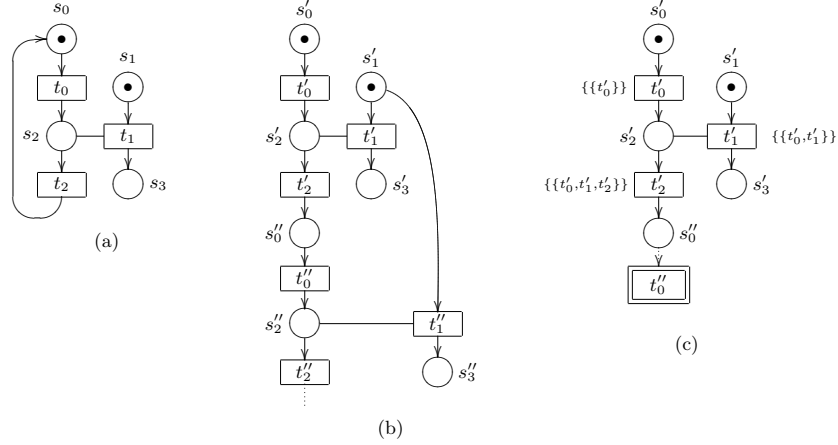 s₀
s₁
t₀
s₂
t₁
t₂
s₃
(a)
s′₀
t′₀
s′₁
s′₂
t′₁
t′₂
s′₃
s″₀
t″₀
s″₂
t″₁
t″₂
s″₃
(b)
s′₀
{{t′₀}} t′₀
s′₁
s′₂
t′₁ {{t′₀,t′₁}}
{{t′₀,t′₁,t′₂}} t′₂
s′₃
s″₀
t″₀
(c)